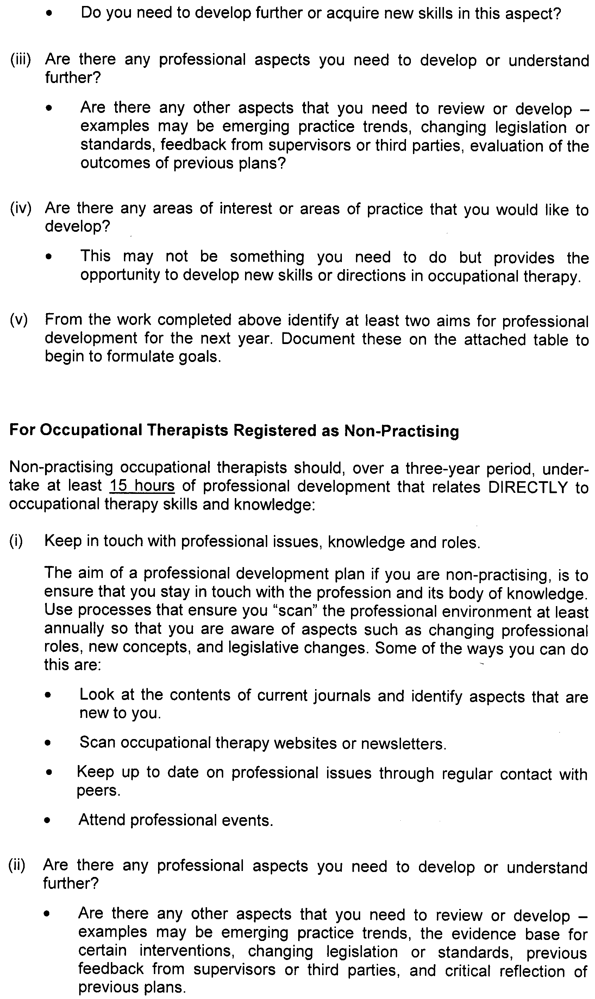 • Do you need to develop further or acquire new skills in this aspect?
(iii) Are there any professional aspects you need to develop or understand
further?
• Are there any other aspects that you need to review or develop –
examples may be emerging practice trends, changing legislation or
standards, feedback from supervisors or third parties, evaluation of the
outcomes of previous plans?
(iv) Are there any areas of interest or areas of practice that you would like to
develop?
• This may not be something you need to do but provides the
opportunity to develop new skills or directions in occupational therapy.
(v) From the work completed above identify at least two aims for professional
development for the next year. Document these on the attached table to
begin to formulate goals.
For Occupational Therapists Registered as Non-Practising
Non-practising occupational therapists should, over a three-year period, under-
take at least 15 hours of professional development that relates DIRECTLY to
occupational therapy skills and knowledge:
(i) Keep in touch with professional issues, knowledge and roles.
The aim of a professional development plan if you are non-practising, is to
ensure that you stay in touch with the profession and its body of knowledge.
Use processes that ensure you “scan” the professional environment at least
annually so that you are aware of aspects such as changing professional
roles, new concepts, and legislative changes. Some of the ways you can do
this are:
• Look at the contents of current journals and identify aspects that are
new to you.
• Scan occupational therapy websites or newsletters.
• Keep up to date on professional issues through regular contact with
peers.
• Attend professional events.
(ii) Are there any professional aspects you need to develop or understand
further?
• Are there any other aspects that you need to review or develop –
examples may be emerging practice trends, the evidence base for
certain interventions, changing legislation or standards, previous
feedback from supervisors or third parties, and critical reflection of
previous plans.